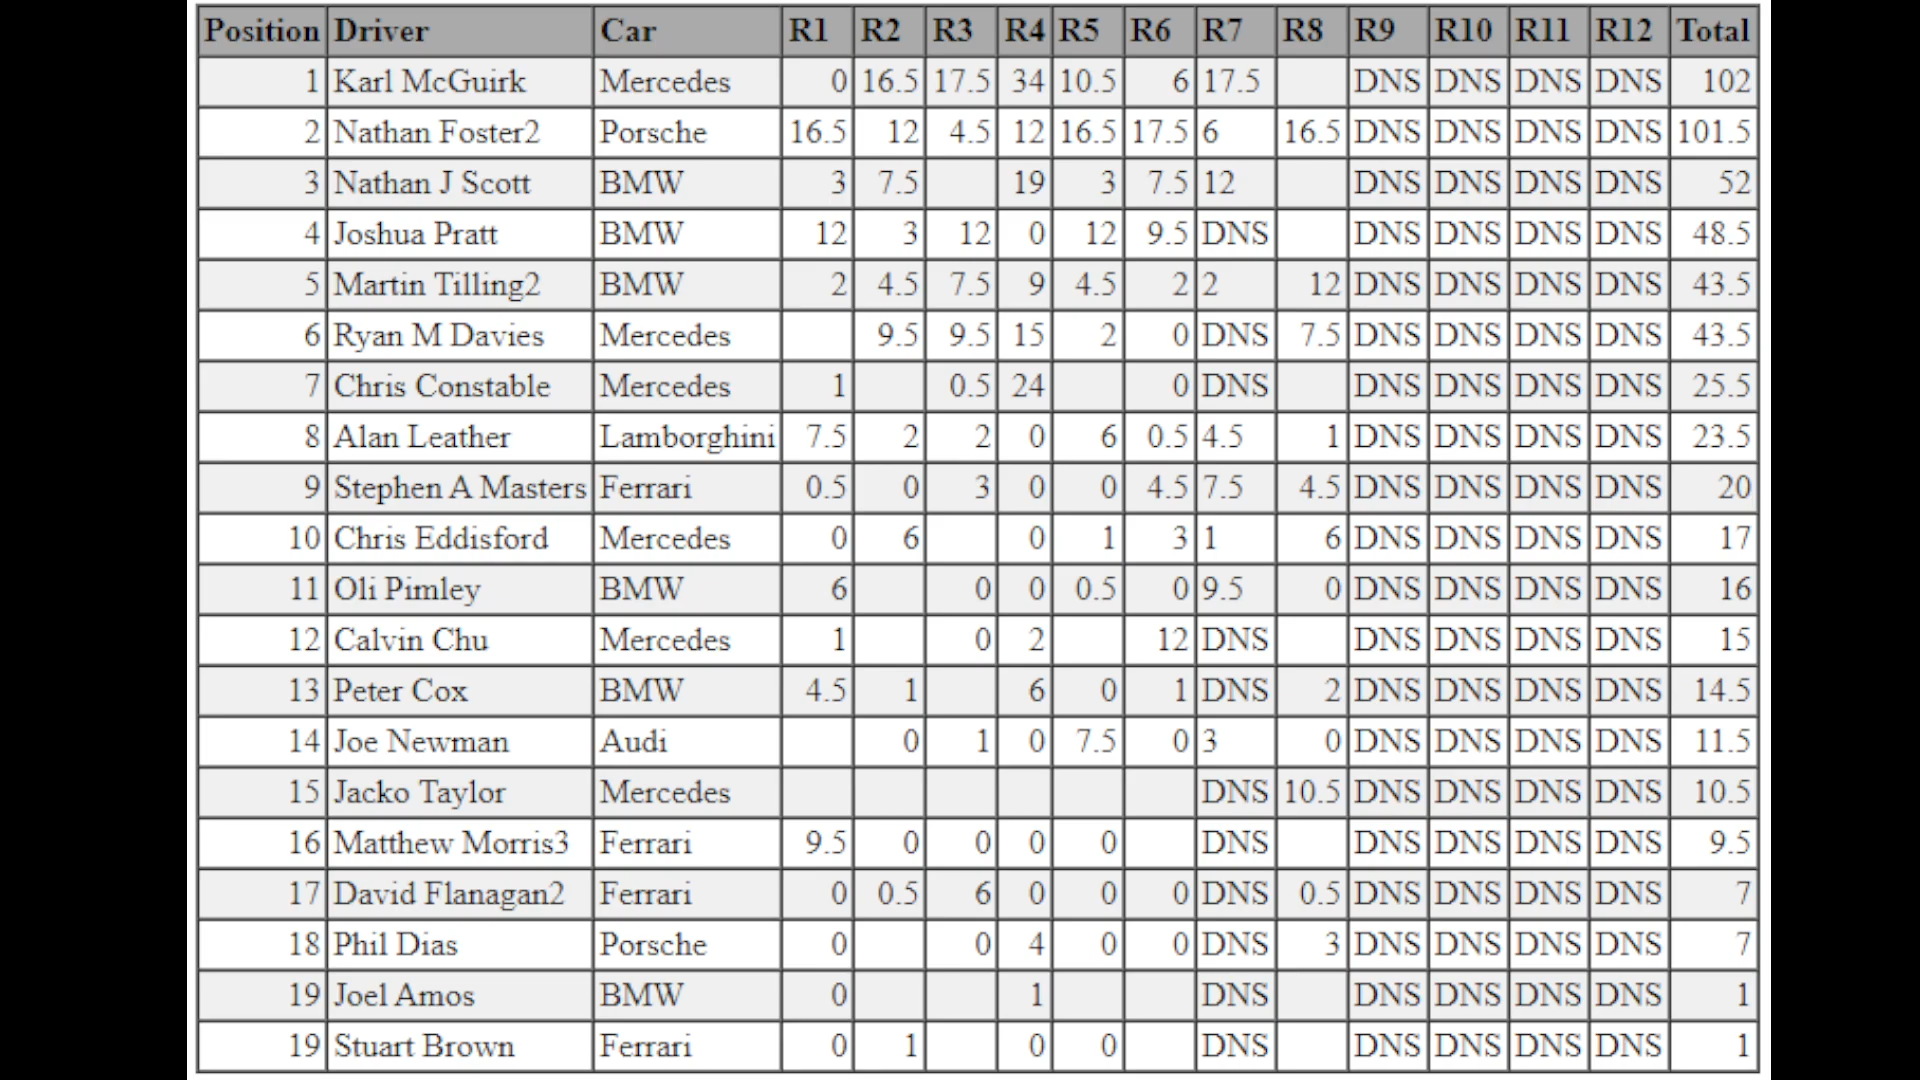 Position Driver Car R1 R2 R3 R4 R5 R6 R7 R8 R9 R10 R11 R12 Total
1 Karl McGuirk Mercedes 0 16.5 17.5 34 10.5 6 17.5 DNS DNS DNS DNS 102
2 Nathan Foster2 Porsche 16.5 12 4.5 12 16.5 17.5 6 16.5 DNS DNS DNS DNS 101.5
3 Nathan J Scott BMW 3 7.5 19 3 7.5 12 DNS DNS DNS DNS 52
4 Joshua Pratt BMW 12 3 12 0 12 9.5 DNS DNS DNS DNS DNS 48.5
5 Martin Tilling2 BMW 2 4.5 7.5 9 4.5 2 2 12 DNS DNS DNS DNS 43.5
6 Ryan M Davies Mercedes 9.5 9.5 15 2 0 DNS 7.5 DNS DNS DNS DNS 43.5
7 Chris Constable Mercedes 1 0.5 24 0 DNS DNS DNS DNS DNS 25.5
8 Alan Leather Lamborghini 7.5 2 2 0 6 0.5 4.5 1 DNS DNS DNS DNS 23.5
9 Stephen A Masters Ferrari 0.5 0 3 0 0 4.5 7.5 4.5 DNS DNS DNS DNS 20
10 Chris Eddisford Mercedes 0 6 0 1 3 1 6 DNS DNS DNS DNS 17
11 Oli Pimley BMW 6 0 0 0.5 0 9.5 0 DNS DNS DNS DNS 16
12 Calvin Chu Mercedes 1 0 2 12 DNS DNS DNS DNS DNS 15
13 Peter Cox BMW 4.5 1 6 0 1 DNS 2 DNS DNS DNS DNS 14.5
14 Joe Newman Audi 0 1 0 7.5 0 3 0 DNS DNS DNS DNS 11.5
15 Jacko Taylor Mercedes DNS 10.5 DNS DNS DNS DNS 10.5
16 Matthew Morris3 Ferrari 9.5 0 0 0 0 DNS DNS DNS DNS DNS 9.5
17 David Flanagan2 Ferrari 0 0.5 6 0 0 0 DNS 0.5 DNS DNS DNS DNS 7
18 Phil Dias Porsche 0 0 4 0 0 DNS 3 DNS DNS DNS DNS 7
19 Joel Amos BMW 0 1 DNS DNS DNS DNS DNS 1
19 Stuart Brown Ferrari 0 1 0 0 DNS DNS DNS DNS DNS 1